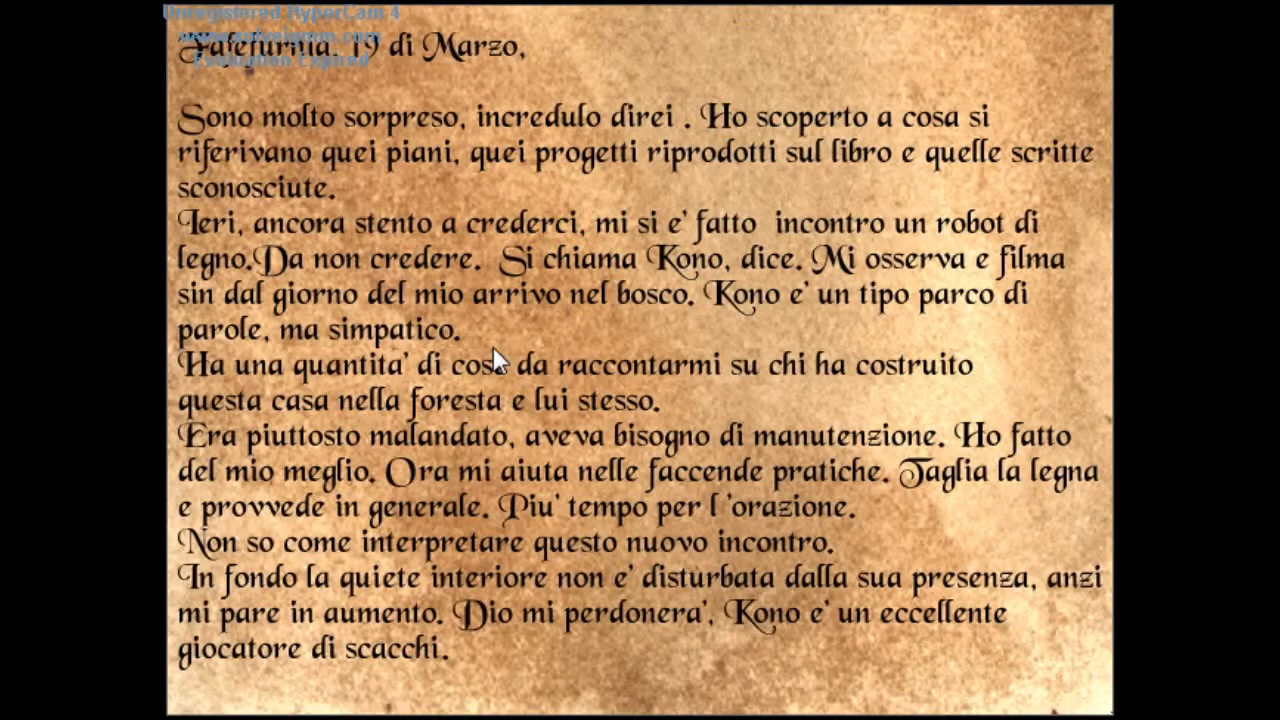 Unregistered HyperCam 4
Evaluation Expired
19 di Marzo,
Sono molto sorpreso, incredulo direi . Ho scoperto a cosa si
riferivano quei piani, quei progetti riprodotti sul libro e quelle scritte
sconosciute.
Ieri, ancora stento a crederci, mi si e' fatto incontro un robot di
legno.Da non credere. Si chiama Kono, dice. Mi osserva e filma
sin dal giorno del mio arrivo nel bosco. Kono e' un tipo parco di
parole, ma simpatico.
Ha una quantita' di cose da raccontarmi su chi ha costruito
questa casa nella foresta e lui stesso.
Era piuttosto malandato, aveva bisogno di manutenzione. Ho fatto
del mio meglio. Ora mi aiuta nelle faccende pratiche. Taglia la legna
e provvede in generale. Piu' tempo per l 'orazione.
Non so come interpretare questo nuovo incontro.
In fondo la quiete interiore non e' disturbata dalla sua presenza, anzi
mi pare in aumento. Dio mi perdonera', Kono e' un eccellente
giocatore di scacchi.